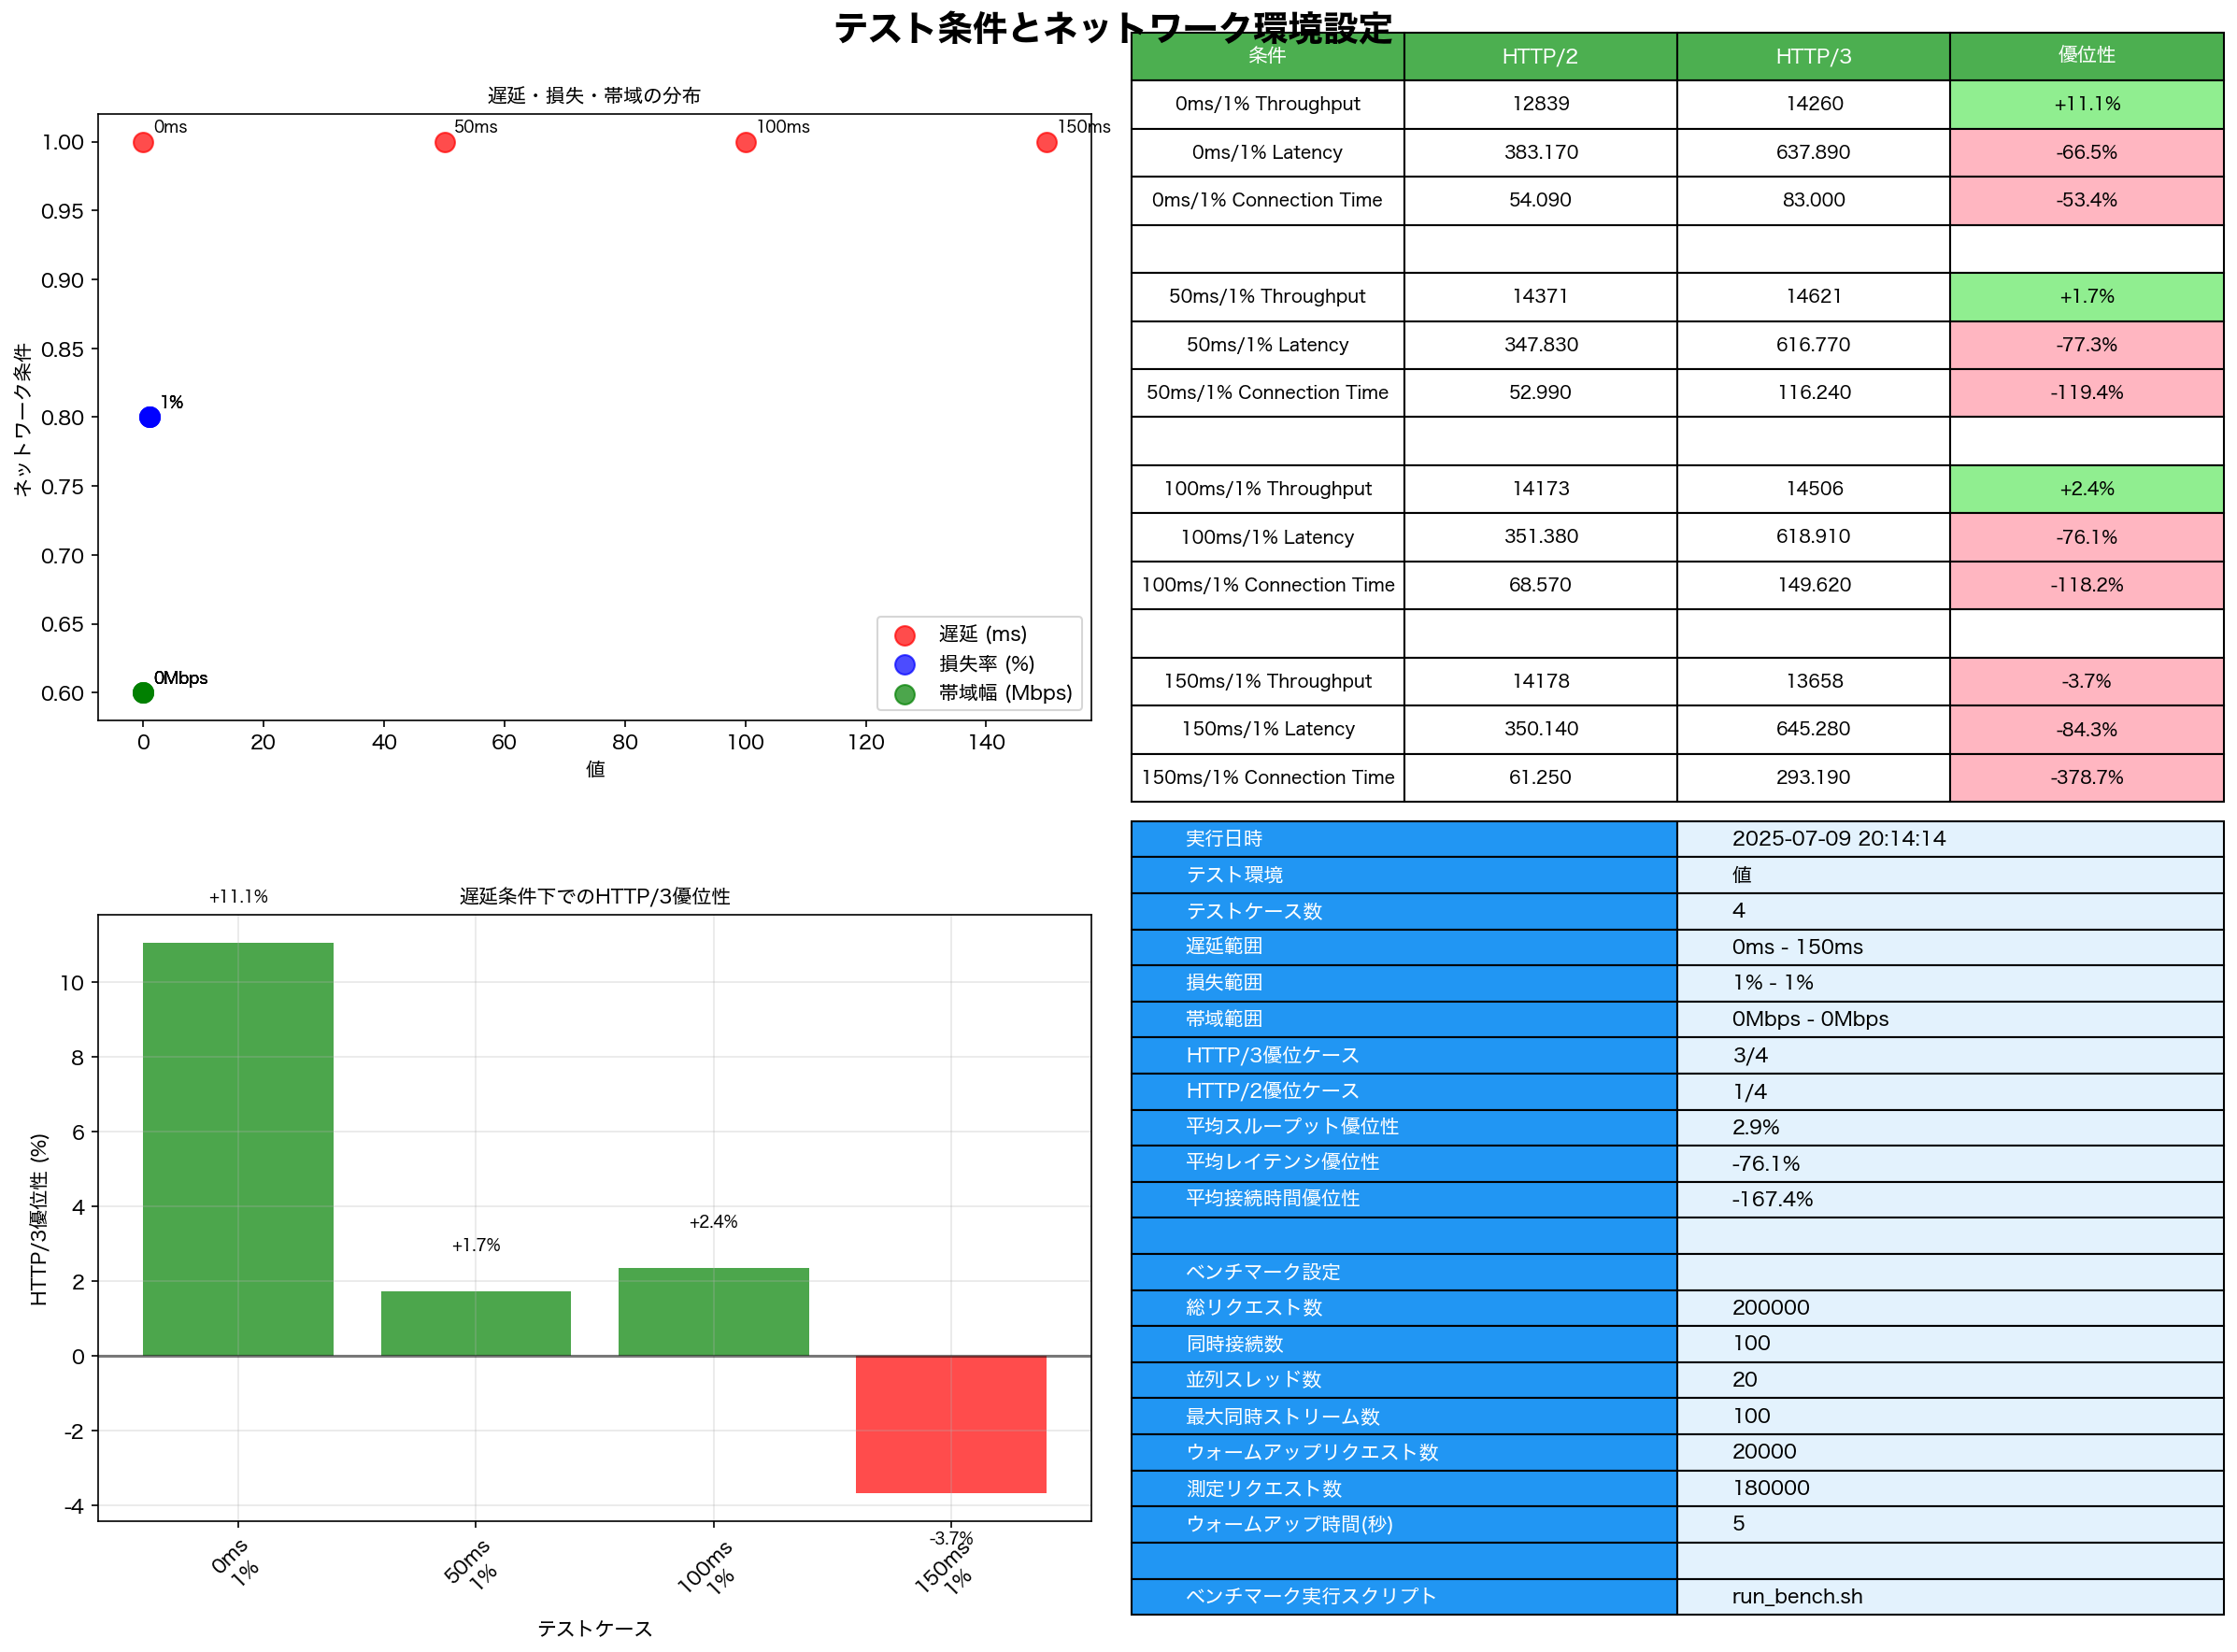 テスト条件とネットワーク環境設定
遅延・損失・帯域の分布
0ms 50ms 100ms 150ms
1.00
0.95
0.90
0.85
1%
0.80
0.75
0.70
0.65
0Mbps
0.60
ネットワーク条件
遅延 (ms)
損失率 (%)
帯域幅 (Mbps)
0 20 40 60 80 100 120 140
値
条件 HTTP/2 HTTP/3 優位性
0ms/1% Throughput 12839 14260 +11.1%
0ms/1% Latency 383.170 637.890 -66.5%
0ms/1% Connection Time 54.090 83.000 -53.4%
50ms/1% Throughput 14371 14621 +1.7%
50ms/1% Latency 347.830 616.770 -77.3%
50ms/1% Connection Time 52.990 116.240 -119.4%
100ms/1% Throughput 14173 14506 +2.4%
100ms/1% Latency 351.380 618.910 -76.1%
100ms/1% Connection Time 68.570 149.620 -118.2%
150ms/1% Throughput 14178 13658 -3.7%
150ms/1% Latency 350.140 645.280 -84.3%
150ms/1% Connection Time 61.250 293.190 -378.7%
遅延条件下でのHTTP/3優位性
+11.1%
+1.7%
+2.4%
-3.7%
10
8
6
4
2
0
-2
-4
HTTP/3優位性 (%)
0ms
1%
50ms
1%
100ms
1%
150ms
1%
テストケース
実行日時 2025-07-09 20:14:14
テスト環境 値
テストケース数 4
遅延範囲 0ms - 150ms
損失範囲 1% - 1%
帯域範囲 0Mbps - 0Mbps
HTTP/3優位ケース 3/4
HTTP/2優位ケース 1/4
平均スループット優位性 2.9%
平均レイテンシ優位性 -76.1%
平均接続時間優位性 -167.4%
ベンチマーク設定
総リクエスト数 200000
同時接続数 100
並列スレッド数 20
最大同時ストリーム数 100
ウォームアップリクエスト数 20000
測定リクエスト数 180000
ウォームアップ時間(秒) 5
ベンチマーク実行スクリプト run_bench.sh